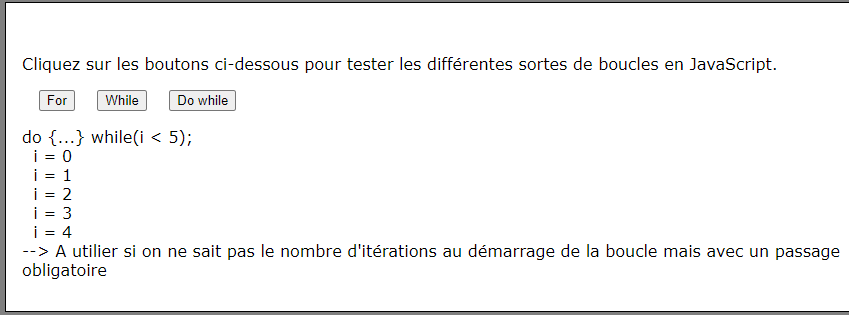 Cliquez sur les boutons ci-dessous pour tester les différentes sortes de boucles en JavaScript.
For While Do while
do {...} while(i < 5);
i = 0
i = 1
i = 2
i = 3
i = 4
--> A utilier si on ne sait pas le nombre d'itérations au démarrage de la boucle mais avec un passage
obligatoire